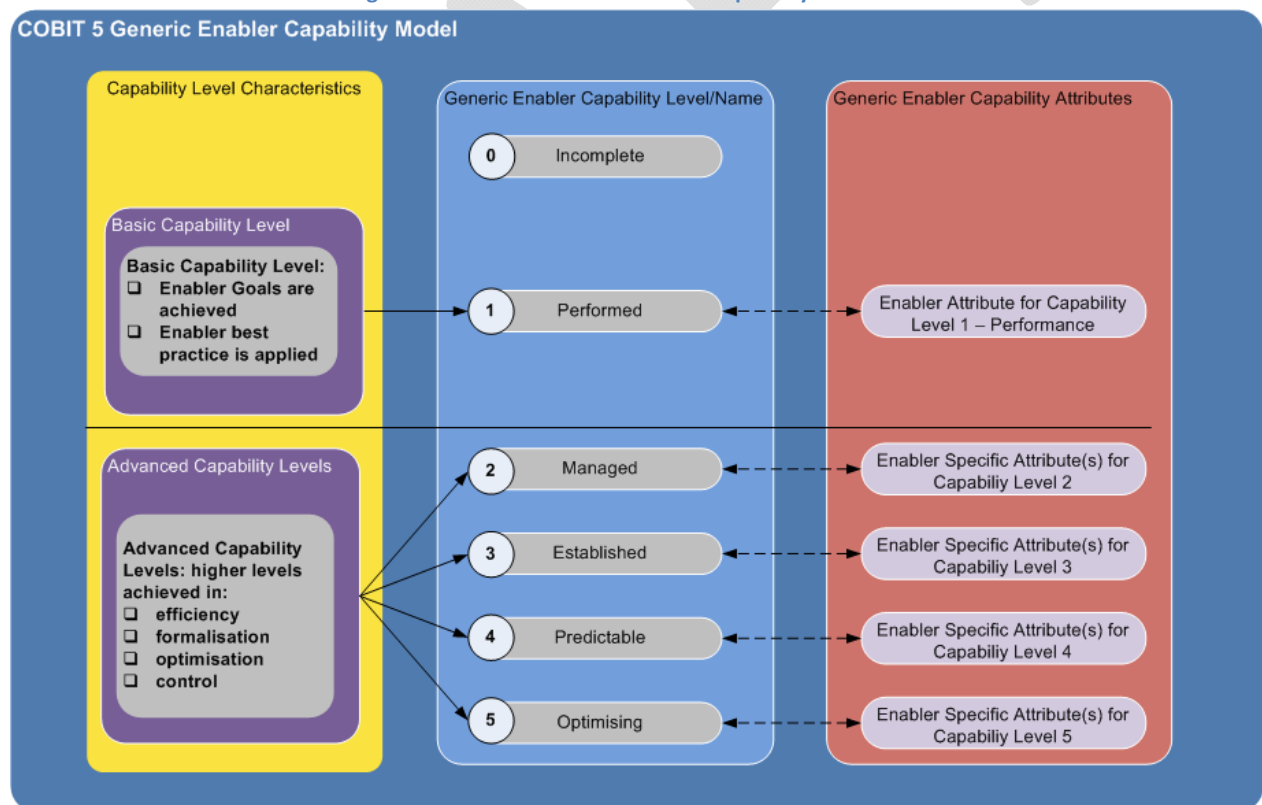 COBIT 5 Generic Enabler Capability Model
Capability Level Characteristics
Basic Capability Level
Basic Capability Level:
❑ Enabler Goals are
achieved
❑ Enabler best
practice is applied
Advanced Capability Levels
Advanced Capability
Levels: higher levels
achieved in:
❑ efficiency
❑ formalisation
❑ optimisation
❑ control
Generic Enabler Capability Level/Name
0 Incomplete
1 Performed
2 Managed
3 Established
4 Predictable
5 Optimising
Generic Enabler Capability Attributes
Enabler Attribute for Capability
Level 1 – Performance
Enabler Specific Attribute(s) for
Capabiliy Level 2
Enabler Specific Attribute(s) for
Capabiliy Level 3
Enabler Specific Attribute(s) for
Capabiliy Level 4
Enabler Specific Attribute(s) for
Capabiliy Level 5